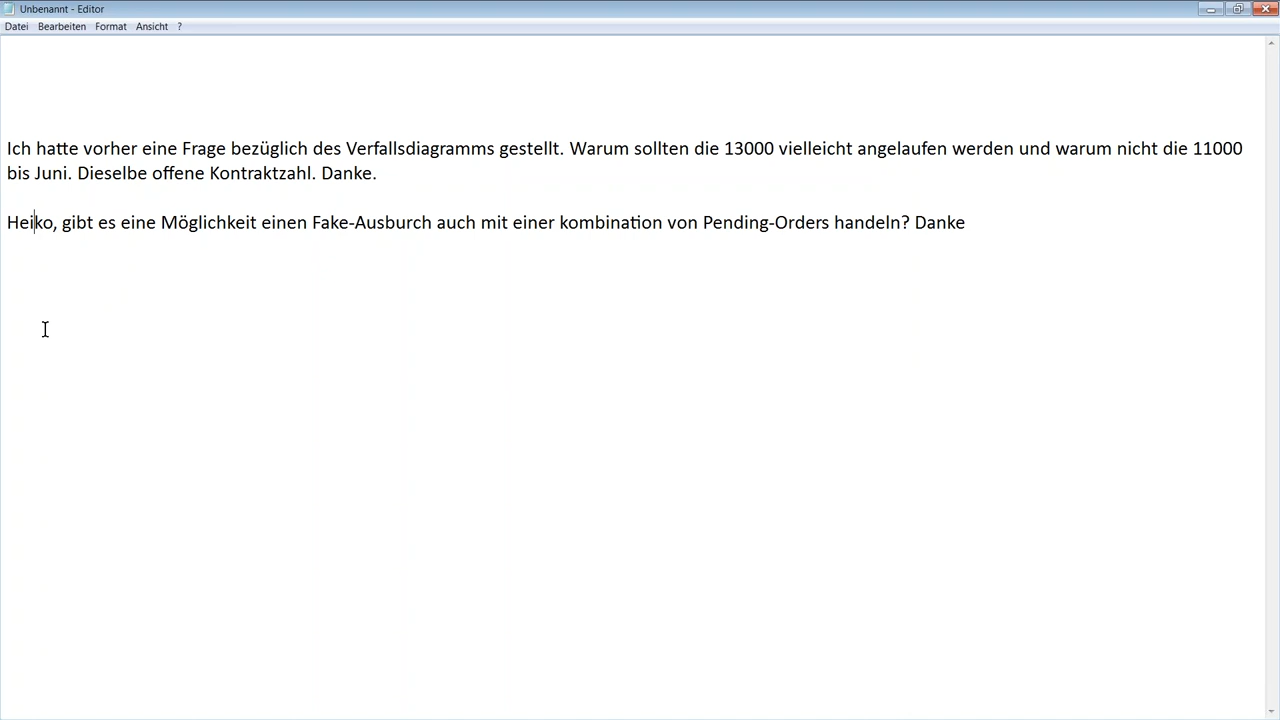 Unbenannt - Editor
Datei Bearbeiten Format Ansicht ?
Ich hatte vorher eine Frage bezüglich des Verfallsdiagramms gestellt. Warum sollten die 13000 vielleicht angelaufen werden und warum nicht die 11000
bis Juni. Dieselbe offene Kontraktzahl. Danke.
Heiko, gibt es eine Möglichkeit einen Fake-Ausburch auch mit einer kombination von Pending-Orders handeln? Danke